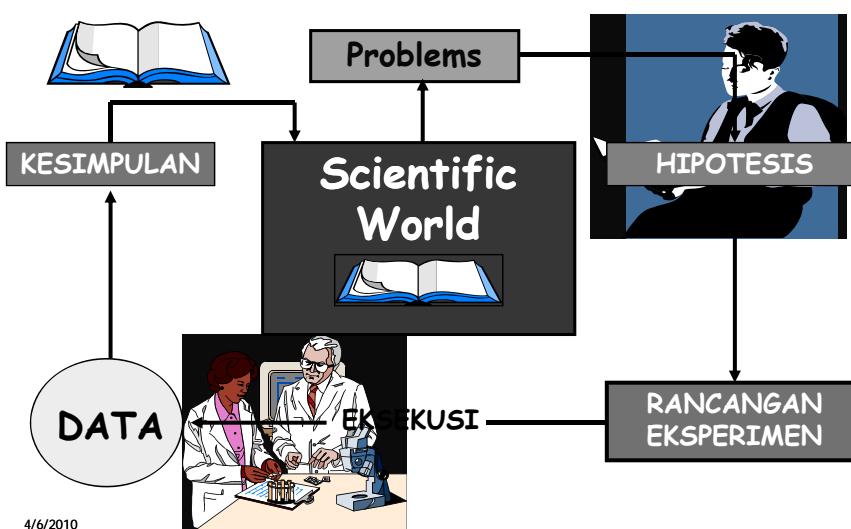 Problems
KESIMPULAN
Scientific
World
HIPOTESIS
DATA
EKSEKUSI
RANCANGAN
EKSPERIMEN
4/6/2010